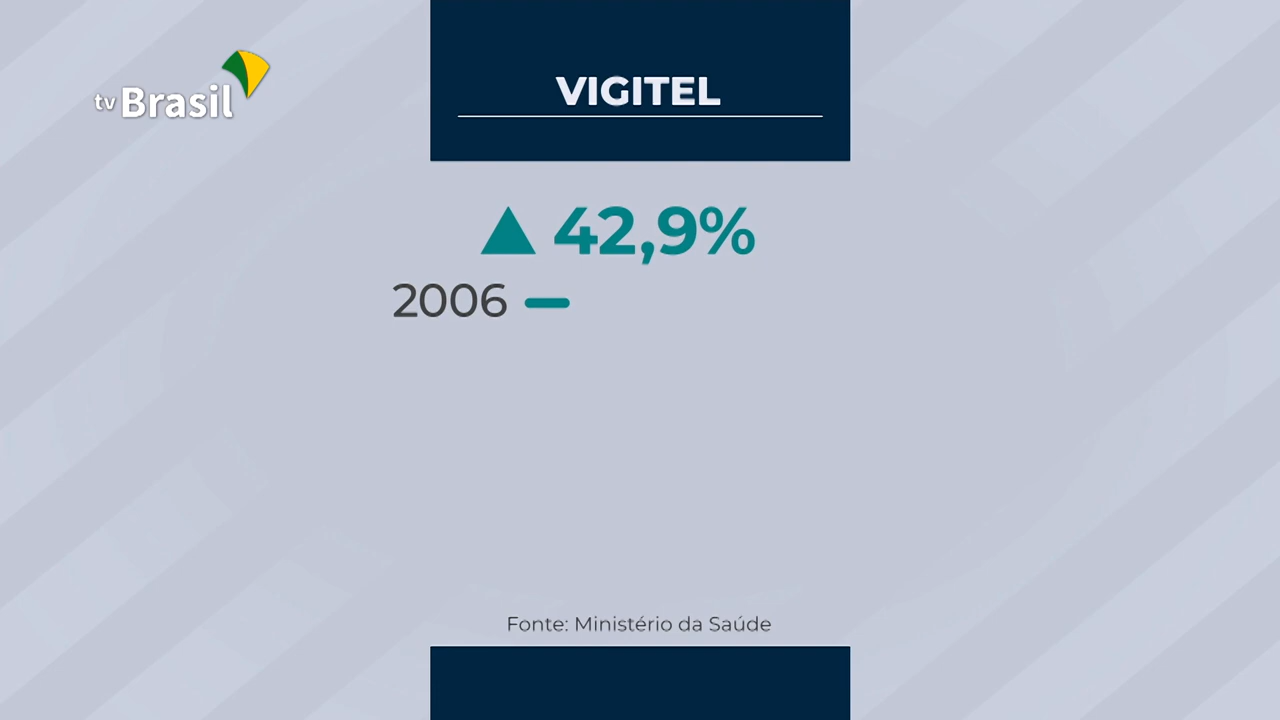 tv Brasil
VIGITEL
▲ 42,9%
2006 –
Fonte: Ministério da Saúde